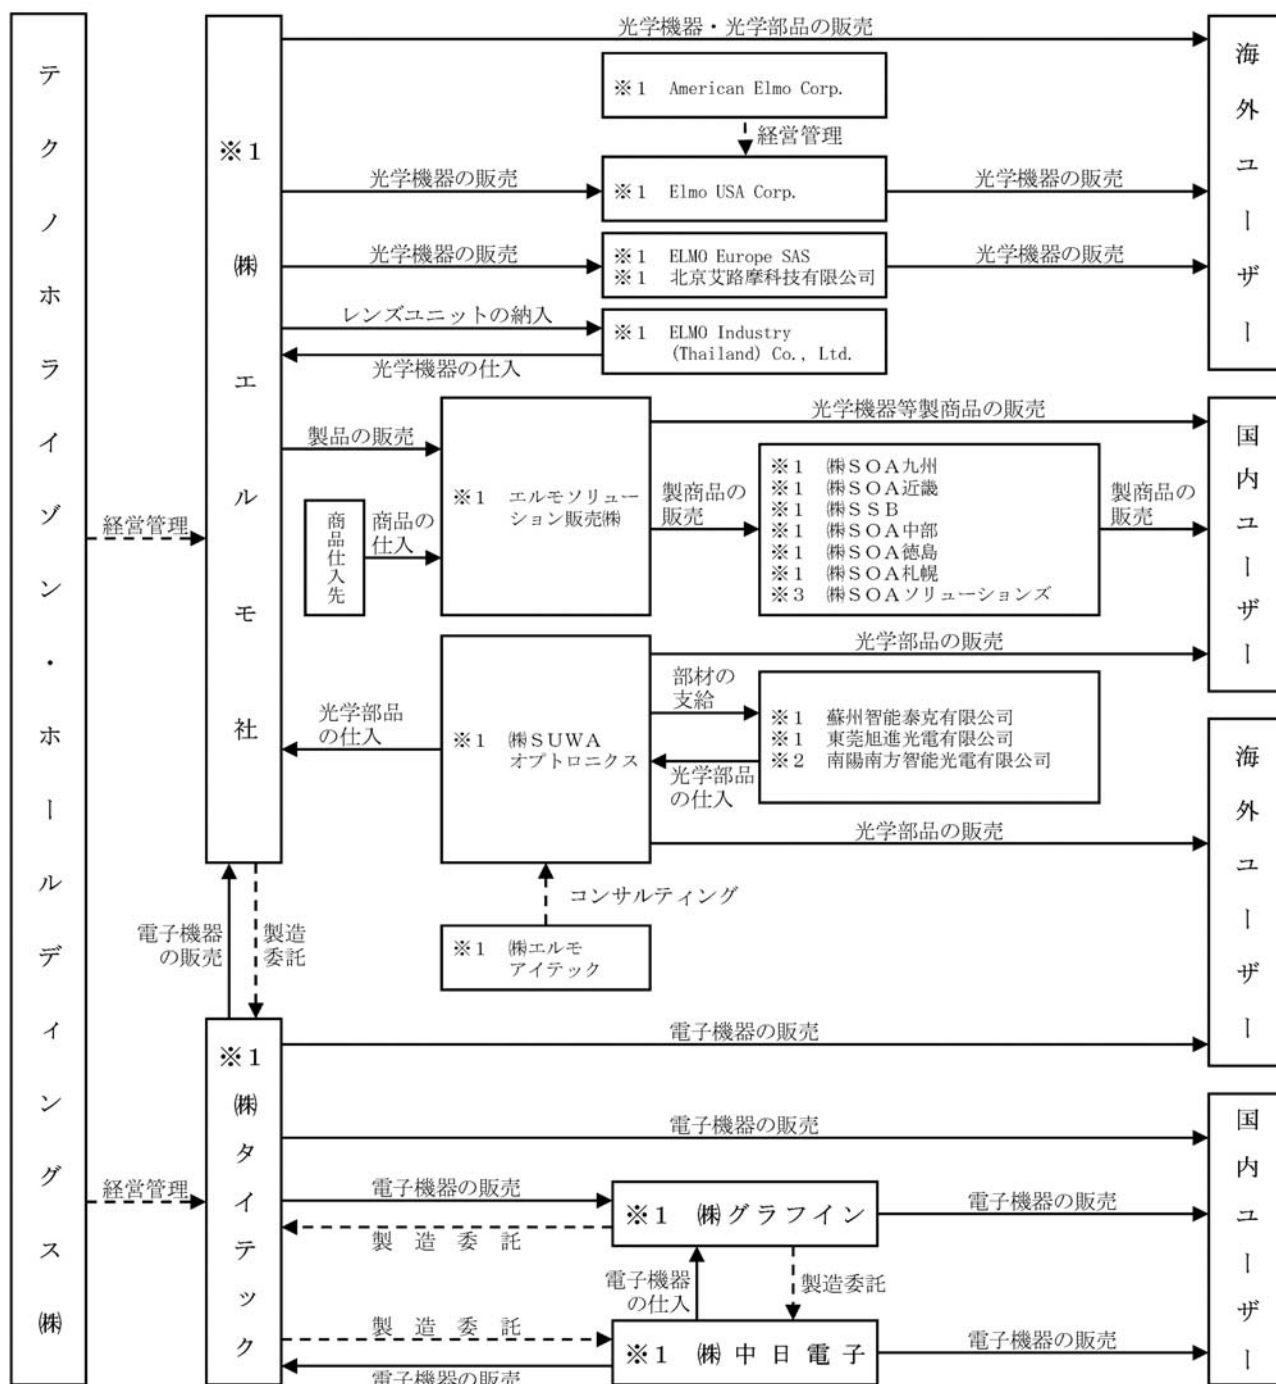 テクノホライゾン・ホールディングス㈱
経営管理
経営管理
※1 ㈱エルモ社
光学機器・光学部品の販売
※1 American Elmo Corp.
経営管理
光学機器の販売
※1 Elmo USA Corp.
光学機器の販売
光学機器の販売
※1 ELMO Europe SAS
※1 北京艾路摩科技有限公司
光学機器の販売
レンズユニットの納入
※1 ELMO Industry
(Thailand) Co., Ltd.
光学機器の仕入
海外ユーザー
製品の販売
商品仕入先
商品の
仕入
※1 エルモソリュー
ション販売㈱
光学機器等製商品の販売
製商品の
販売
※1 ㈱SOA九州
※1 ㈱SOA近畿
※1 ㈱SSB
※1 ㈱SOA中部
※1 ㈱SOA徳島
※1 ㈱SOA札幌
※3 ㈱SOAソリューションズ
製商品の
販売
国内ユーザー
光学部品の販売
光学部品
の仕入
※1 ㈱SUWA
オプトロニクス
部材の
支給
※1 蘇州智能泰克有限公司
※1 東莞旭進光電有限公司
※2 南陽南方智能光電有限公司
光学部品
の仕入
光学部品の販売
海外ユーザー
コンサルティング
※1 ㈱エルモ
アイテック
電子機器
の販売
製造
委託
※1 ㈱タイテック
電子機器の販売
電子機器の販売
電子機器の販売
※1 ㈱グラフイン
電子機器の販売
製造委託
電子機器
の仕入
製造委託
製造委託
※1 ㈱中日電子
電子機器の販売
電子機器の販売
国内ユーザー